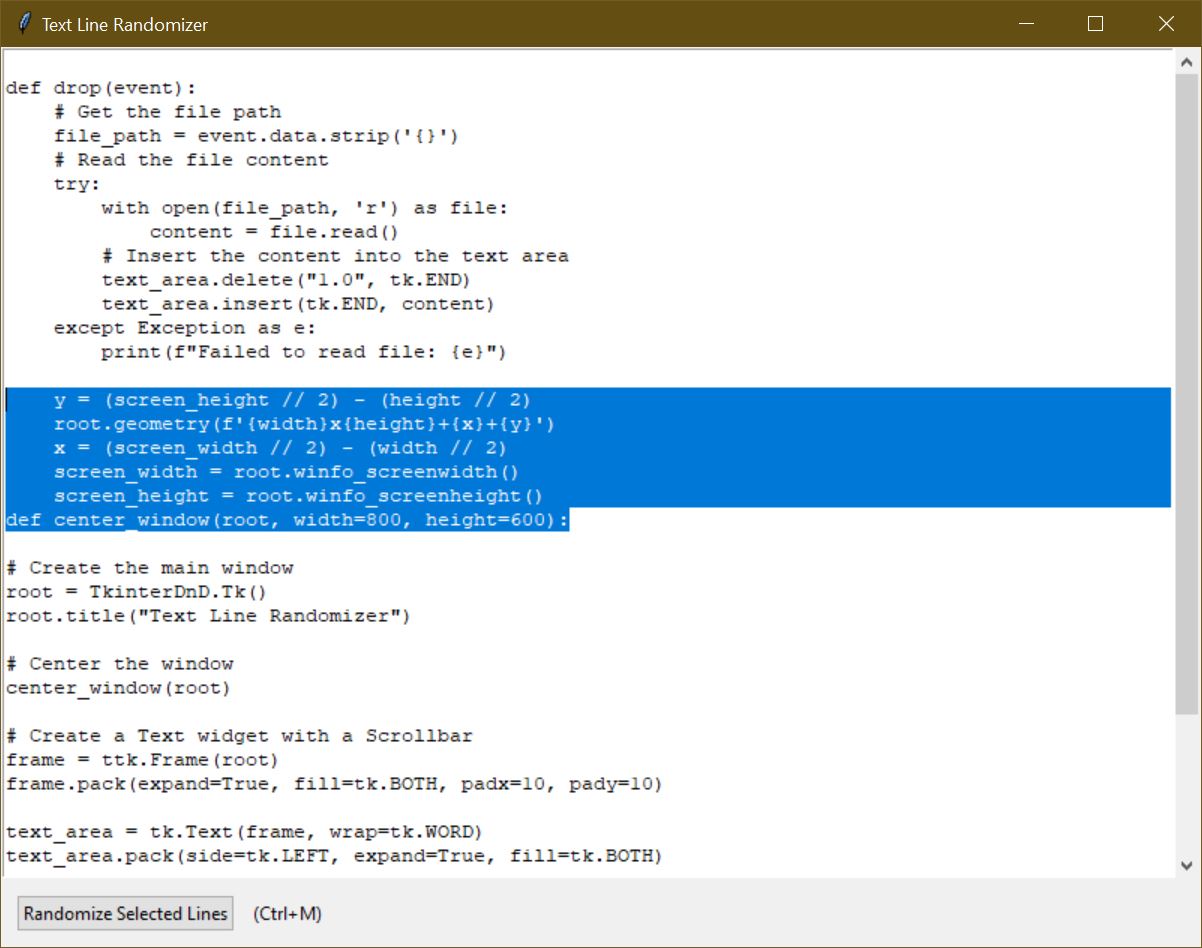 Text Line Randomizer
def drop(event):
    # Get the file path
    file_path = event.data.strip('{}')
    # Read the file content
    try:
        with open(file_path, 'r') as file:
            content = file.read()
        # Insert the content into the text area
        text_area.delete("1.0", tk.END)
        text_area.insert(tk.END, content)
    except Exception as e:
        print(f"Failed to read file: {e}")

    y = (screen_height // 2) - (height // 2)
    root.geometry(f'{width}x{height}+{x}+{y}')
    x = (screen_width // 2) - (width // 2)
    screen_width = root.winfo_screenwidth()
    screen_height = root.winfo_screenheight()
def center_window(root, width=800, height=600):

# Create the main window
root = TkinterDnD.Tk()
root.title("Text Line Randomizer")

# Center the window
center_window(root)

# Create a Text widget with a Scrollbar
frame = ttk.Frame(root)
frame.pack(expand=True, fill=tk.BOTH, padx=10, pady=10)

text_area = tk.Text(frame, wrap=tk.WORD)
text_area.pack(side=tk.LEFT, expand=True, fill=tk.BOTH)
Randomize Selected Lines (Ctrl+M)